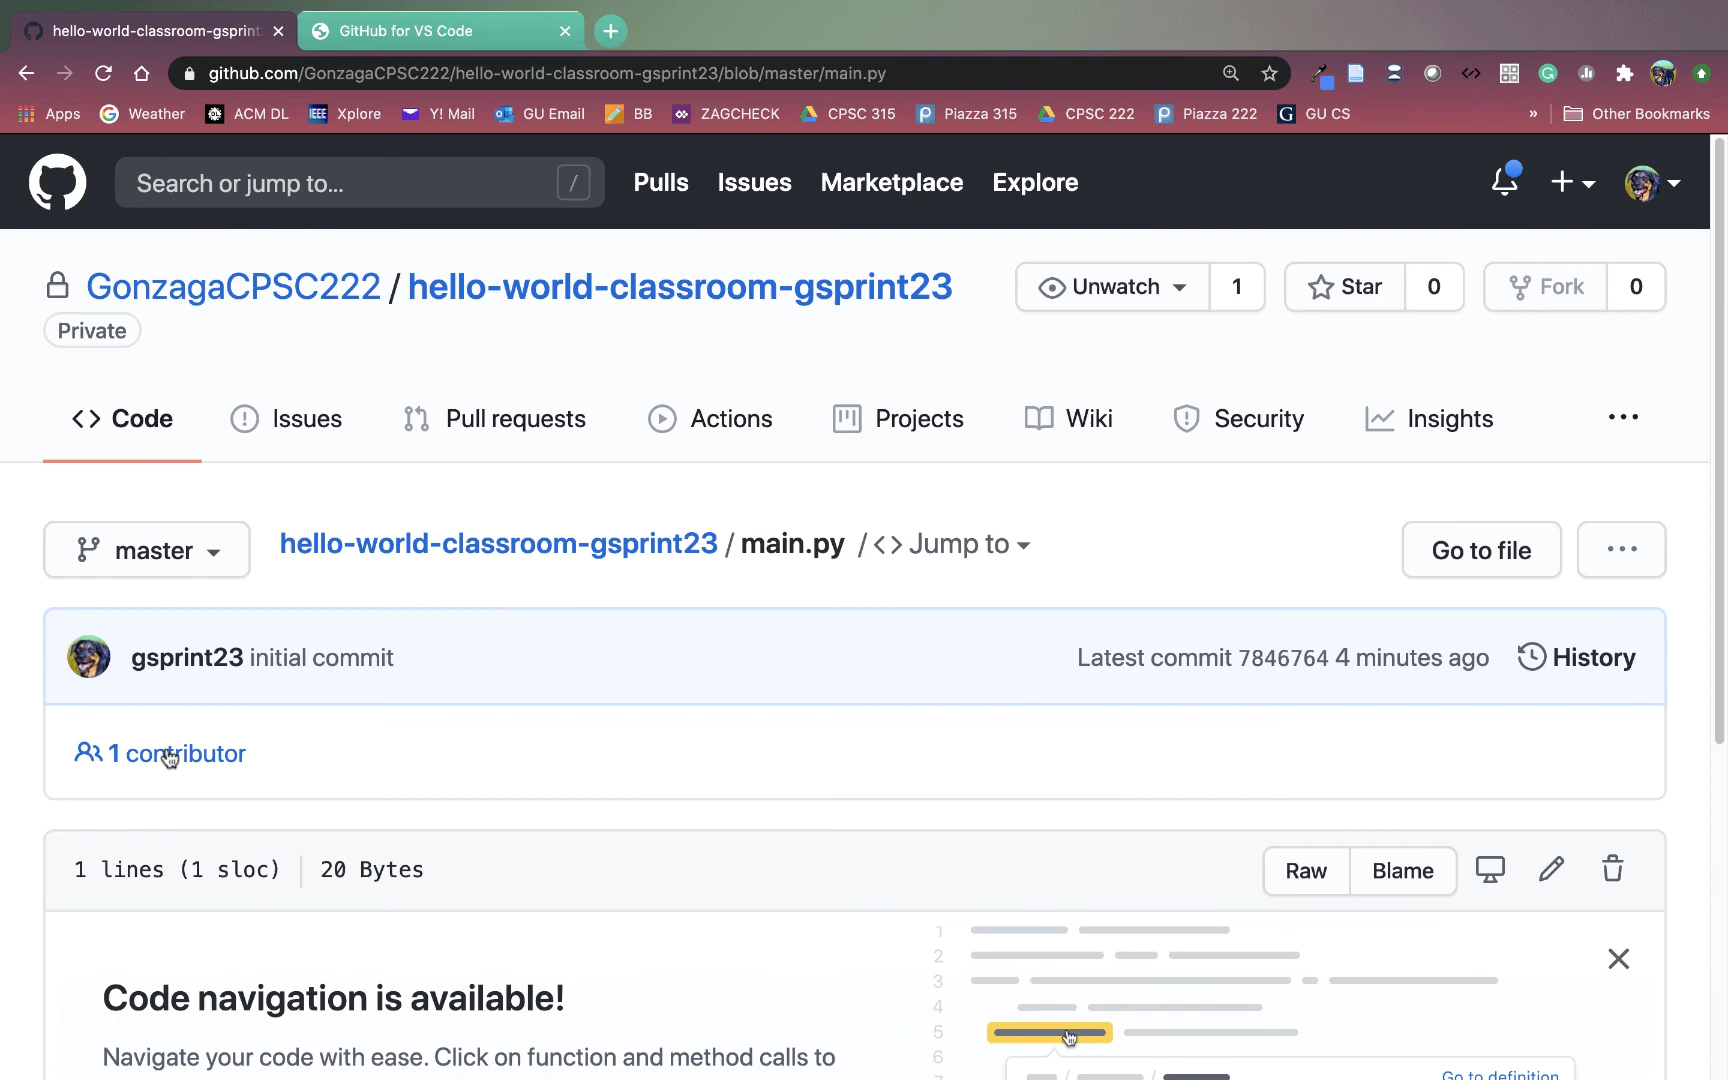 hello-world-classroom-gsprint
GitHub for VS Code
github.com/GonzagaCPSC222/hello-world-classroom-gsprint23/blob/master/main.py
Apps Weather ACM DL IEEE Xplore Y! Mail GU Email BB ZAGCHECK CPSC 315 Piazza 315 CPSC 222 Piazza 222 GU CS » Other Bookmarks
Search or jump to... / Pulls Issues Marketplace Explore
GonzagaCPSC222 / hello-world-classroom-gsprint23
Unwatch 1 Star 0 Fork 0
Private
Code Issues Pull requests Actions Projects Wiki Security Insights
master hello-world-classroom-gsprint23 / main.py / <> Jump to Go to file
gsprint23 initial commit Latest commit 7846764 4 minutes ago History
1 contributor
1 lines (1 sloc) 20 Bytes Raw Blame
Code navigation is available!
Navigate your code with ease. Click on function and method calls to
1
2
3
4
5
6
Go to definition